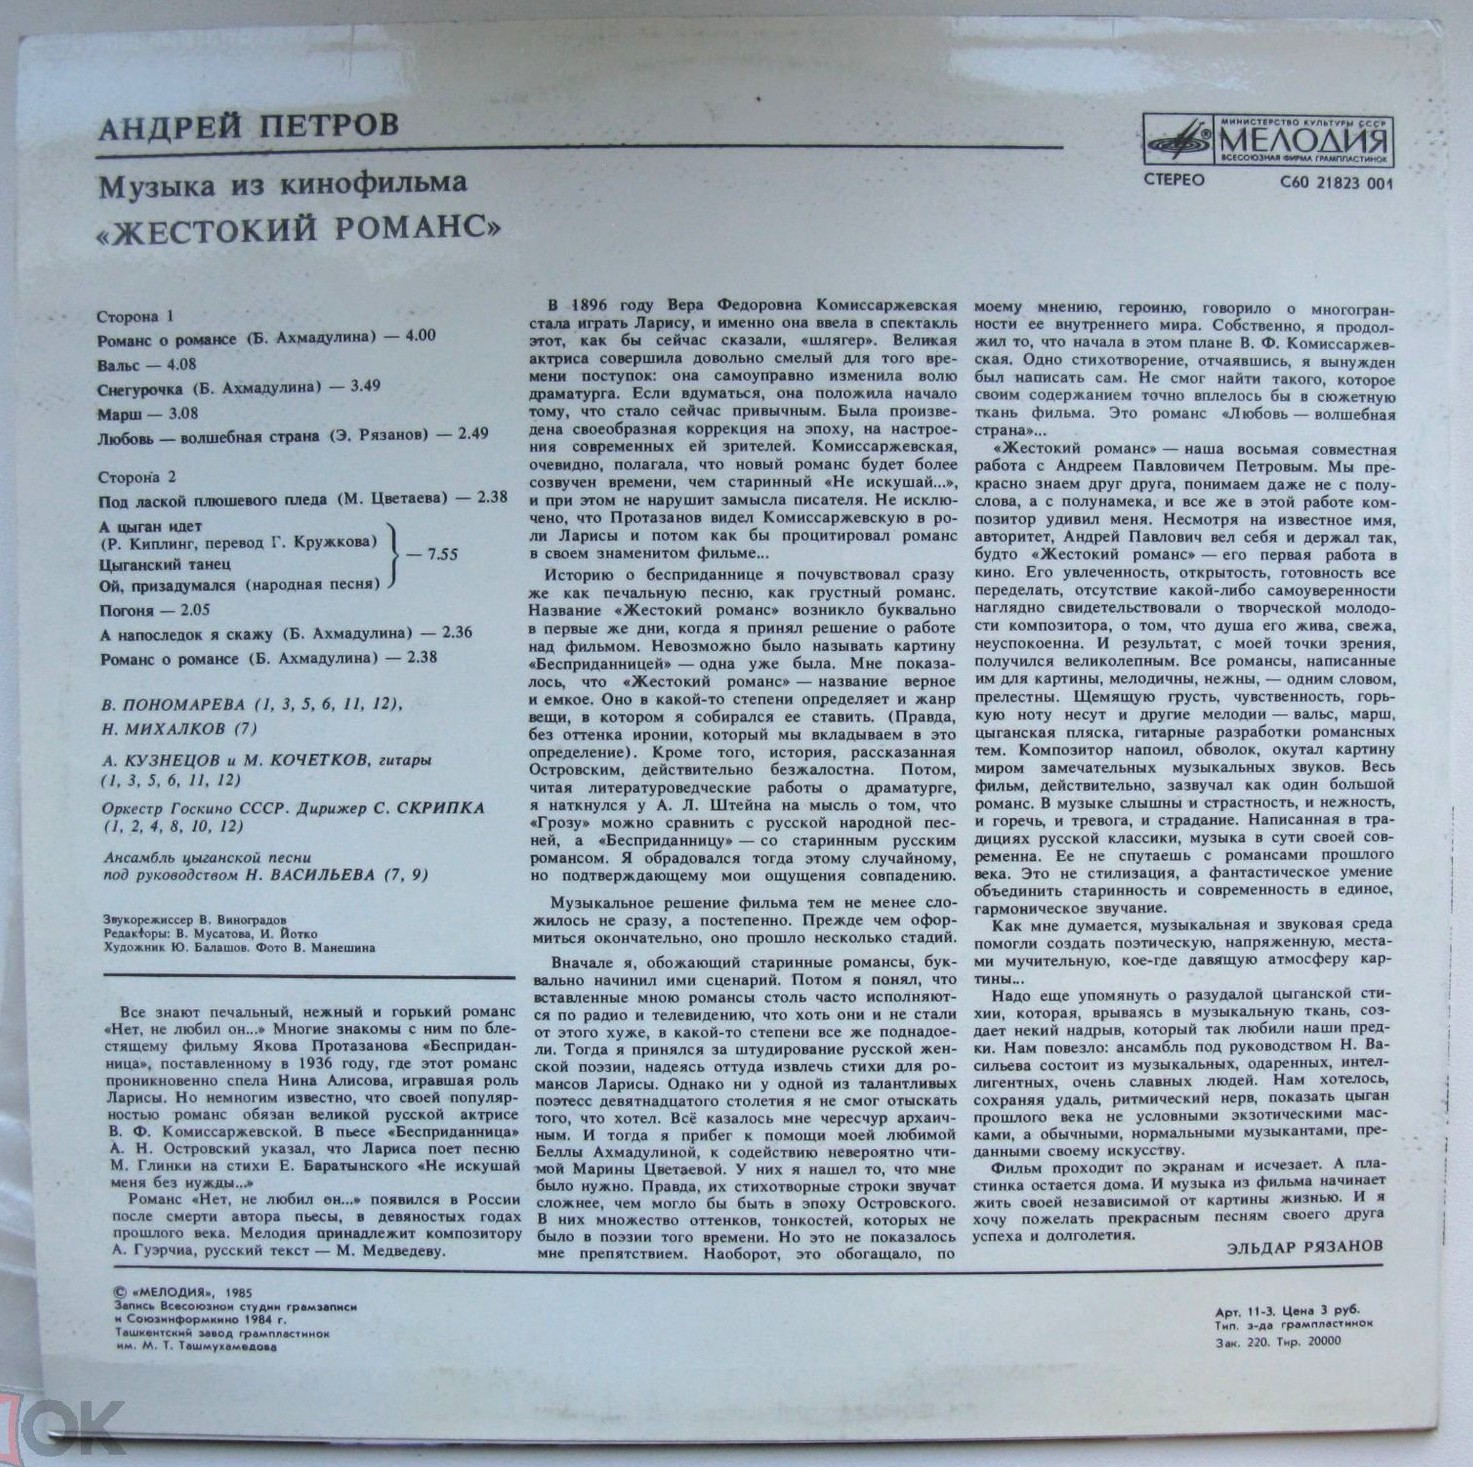 АНДРЕЙ ПЕТРОВ
Музыка из кинофильма
«ЖЕСТОКИЙ РОМАНС»
МИНИСТЕРСТВО КУЛЬТУРЫ СССР
МЕЛОДИЯ
ВСЕСОЮЗНАЯ ФИРМА ГРАМПЛАСТИНОК
СТЕРЕО С60 21823 001
Сторона 1
Романс о романсе (Б. Ахмадулина) — 4.00
Вальс — 4.08
Снегурочка (Б. Ахмадулина) — 3.49
Марш — 3.08
Любовь — волшебная страна (Э. Рязанов) — 2.49
Сторона 2
Под лаской плюшевого пледа (М. Цветаева) — 2.38
А цыган идет
(Р. Киплинг, перевод Г. Кружкова)
Цыганский танец
Ой, призадумался (народная песня)
— 7.55
Погоня — 2.05
А напоследок я скажу (Б. Ахмадулина) — 2.36
Романс о романсе (Б. Ахмадулина) — 2.38
В. ПОНОМАРЕВА (1, 3, 5, 6, 11, 12),
Н. МИХАЛКОВ (7)
А. КУЗНЕЦОВ и М. КОЧЕТКОВ, гитары
(1, 3, 5, 6, 11, 12)
Оркестр Госкино СССР. Дирижер С. СКРИПКА
(1, 2, 4, 8, 10, 12)
Ансамбль цыганской песни
под руководством Н. ВАСИЛЬЕВА (7, 9)
Звукорежиссер В. Виноградов
Редакторы: В. Мусатова, И. Йотко
Художник Ю. Балашов. Фото В. Манешина
Все знают печальный, нежный и горький романс
«Нет, не любил он...» Многие знакомы с ним по бле-
стящему фильму Якова Протазанова «Бесприданн-
ница», поставленному в 1936 году, где этот романс
проникновенно спела Нина Алисова, игравшая роль
Ларисы. Но немногим известно, что своей популяр-
ностью романс обязан великой русской актрисе
В. Ф. Комиссаржевской. В пьесе «Бесприданница»
А. Н. Островский указал, что Лариса поет песню
М. Глинки на стихи Е. Баратынского «Не искушай
меня без нужды...»
Романс «Нет, не любил он...» появился в России
после смерти автора пьесы, в девяностых годах
прошлого века. Мелодия принадлежит композитору
А. Гуэрчиа, русский текст — М. Медведеву.
В 1896 году Вера Федоровна Комиссаржевская
стала играть Ларису, и именно она ввела в спектакль
этот, как бы сейчас сказали, «шлягер». Великая
актриса совершила довольно смелый для того вре-
мени поступок: она самоуправно изменила волю
драматурга. Если вдуматься, она положила начало
тому, что стало сейчас привычным. Была произве-
дена своеобразная коррекция на эпоху, на настрое-
ния современных ей зрителей. Комиссаржевская,
очевидно, полагала, что новый романс будет более
созвучен времени, чем старинный «Не искушай...»,
и при этом не нарушит замысла писателя. Не исклю-
чено, что Протазанов видел Комиссаржевскую в ро-
ли Ларисы и потом как бы процитировал романс
в своем знаменитом фильме...
Историю о бесприданнице я почувствовал сразу
же как печальную песню, как грустный романс.
Название «Жестокий романс» возникло буквально
в первые же дни, когда я принял решение о работе
над фильмом. Невозможно было называть картину
«Бесприданницей» — одна уже была. Мне показа-
лось, что «Жестокий романс» — название верное
и емкое. Оно в какой-то степени определяет и жанр
вещи, в котором я собирался ее ставить. (Правда,
без оттенка иронии, который мы вкладываем в это
определение). Кроме того, история, рассказанная
Островским, действительно безжалостна. Потом,
читая литературоведческие работы о драматурге,
я наткнулся у А. Л. Штейна на мысль о том, что
«Грозу» можно сравнить с русской народной пес-
ней, а «Бесприданницу» — со старинным русским
романсом. Я обрадовался тогда этому случайному,
но подтверждающему мои ощущения совпадению.
Музыкальное решение фильма тем не менее сло-
жилось не сразу, а постепенно. Прежде чем офор-
миться окончательно, оно прошло несколько стадий.
Вначале я, обожающий старинные романсы, бук-
вально начинил ими сценарий. Потом я понял, что
вставленные мною романсы столь часто исполняют-
ся по радио и телевидению, что хоть они и не стали
от этого хуже, в какой-то степени все же поднадое-
ли. Тогда я принялся за штудирование русской жен-
ской поэзии, надеясь оттуда извлечь стихи для ро-
мансов Ларисы. Однако ни у одной из талантливых
поэтесс девятнадцатого столетия я не смог отыскать
того, что хотел. Всё казалось мне чересчур архаич-
ным. И тогда я прибег к помощи моей любимой
Беллы Ахмадулиной, к содействию невероятно чти-
мой Марины Цветаевой. У них я нашел то, что мне
было нужно. Правда, их стихотворные строки звучат
сложнее, чем могло бы быть в эпоху Островского.
В них множество оттенков, тонкостей, которых не
было в поэзии того времени. Но это не показалось
мне препятствием. Наоборот, это обогащало, по
моему мнению, героиню, говорило о многогран-
ности ее внутреннего мира. Собственно, я продол-
жил то, что начала в этом плане В. Ф. Комиссаржев-
ская. Одно стихотворение, отчаявшись, я вынужден
был написать сам. Не смог найти такого, которое
своим содержанием точно вплелось бы в сюжетную
ткань фильма. Это романс «Любовь — волшебная
страна»...
«Жестокий романс» — наша восьмая совместная
работа с Андреем Павловичем Петровым. Мы пре-
красно знаем друг друга, понимаем даже не с полу-
слова, а с полунамека, и все же в этой работе ком-
позитор удивил меня. Несмотря на известное имя,
авторитет, Андрей Павлович вел себя и держал так,
будто «Жестокий романс» — его первая работа в
кино. Его увлеченность, открытость, готовность все
переделать, отсутствие какой-либо самоуверенности
наглядно свидетельствовали о творческой молодо-
сти композитора, о том, что душа его жива, свежа,
неуспокоенна. И результат, с моей точки зрения,
получился великолепным. Все романсы, написанные
им для картины, мелодичны, нежны, — одним словом,
прелестны. Щемящую грусть, чувственность, горь-
кую ноту несут и другие мелодии — вальс, марш,
цыганская пляска, гитарные разработки романсных
тем. Композитор напоил, обволок, окутал картину
миром замечательных музыкальных звуков. Весь
фильм, действительно, зазвучал как один большой
романс. В музыке слышны и страстность, и нежность,
и горечь, и тревога, и страдание. Написанная в тра-
дициях русской классики, музыка в сути своей сов-
ременна. Ее не спутаешь с романсами прошлого
века. Это не стилизация, а фантастическое умение
объединить старинность и современность в единое,
гармоническое звучание.
Как мне думается, музыкальная и звуковая среда
помогли создать поэтическую, напряженную, места-
ми мучительную, кое-где давящую атмосферу кар-
тины...
Надо еще упомянуть о разудалой цыганской сти-
хии, которая, врываясь в музыкальную ткань, соз-
дает некий надрыв, который так любили наши пред-
ки. Нам повезло: ансамбль под руководством Н. Ва-
сильева состоит из музыкальных, одаренных, интел-
лигентных, очень славных людей. Нам хотелось,
сохраняя удаль, ритмический нерв, показать цыган
прошлого века не условными экзотическими мас-
ками, а обычными, нормальными музыкантами, пре-
данными своему искусству.
Фильм проходит по экранам и исчезает. А пла-
стинка остается дома. И музыка из фильма начинает
жить своей независимой от картины жизнью. И я
хочу пожелать прекрасным песням своего друга
успеха и долголетия.
ЭЛЬДАР РЯЗАНОВ
© «МЕЛОДИЯ», 1985
Запись Всесоюзной студии грамзаписи
и Союзинформкино 1984 г.
Ташкентский завод грампластинок
им. М. Т. Ташмухамедова
Арт. 11-3. Цена 3 руб.
Тип. з-да грампластинок
Зак. 220. Тир. 20000
ОК